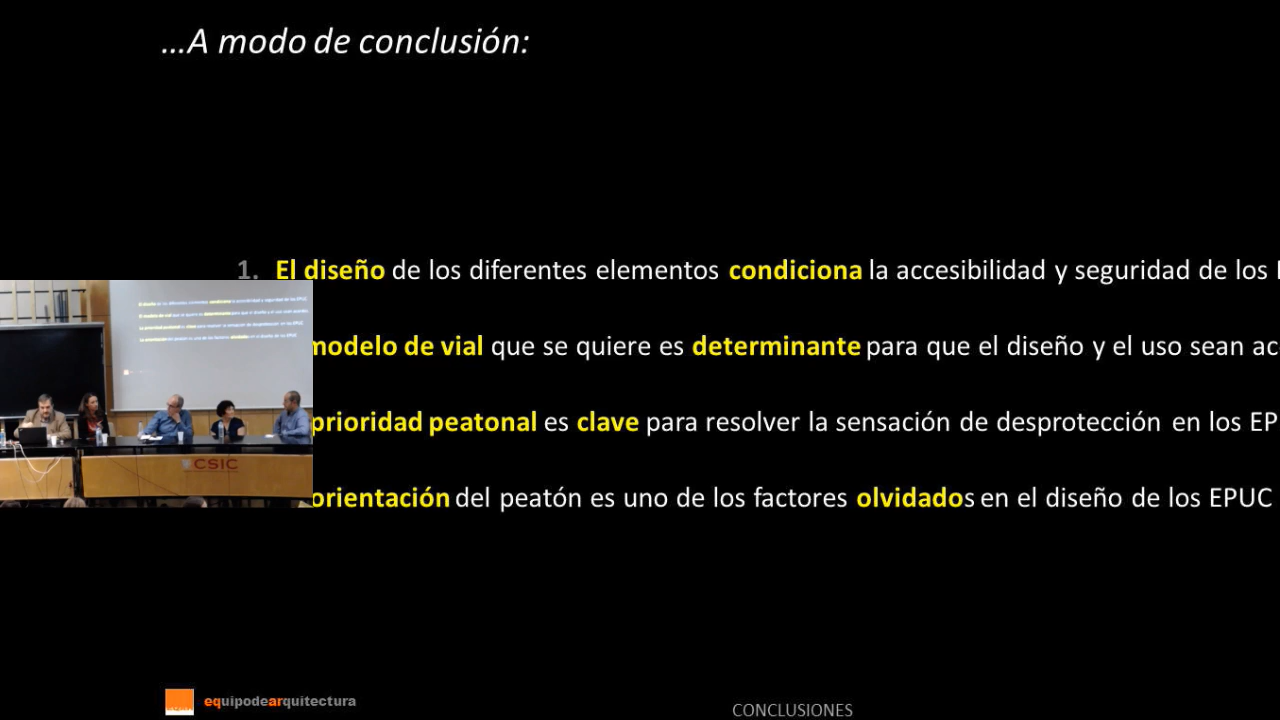 ...A modo de conclusión:
1. El diseño de los diferentes elementos condiciona la accesibilidad y seguridad de los
modelo de vial que se quiere es determinante para que el diseño y el uso sean ac
prioridad peatonal es clave para resolver la sensación de desprotección en los EP
orientación del peatón es uno de los factores olvidados en el diseño de los EPUC
CSIC
equipodearquitectura
CONCLUSIONES